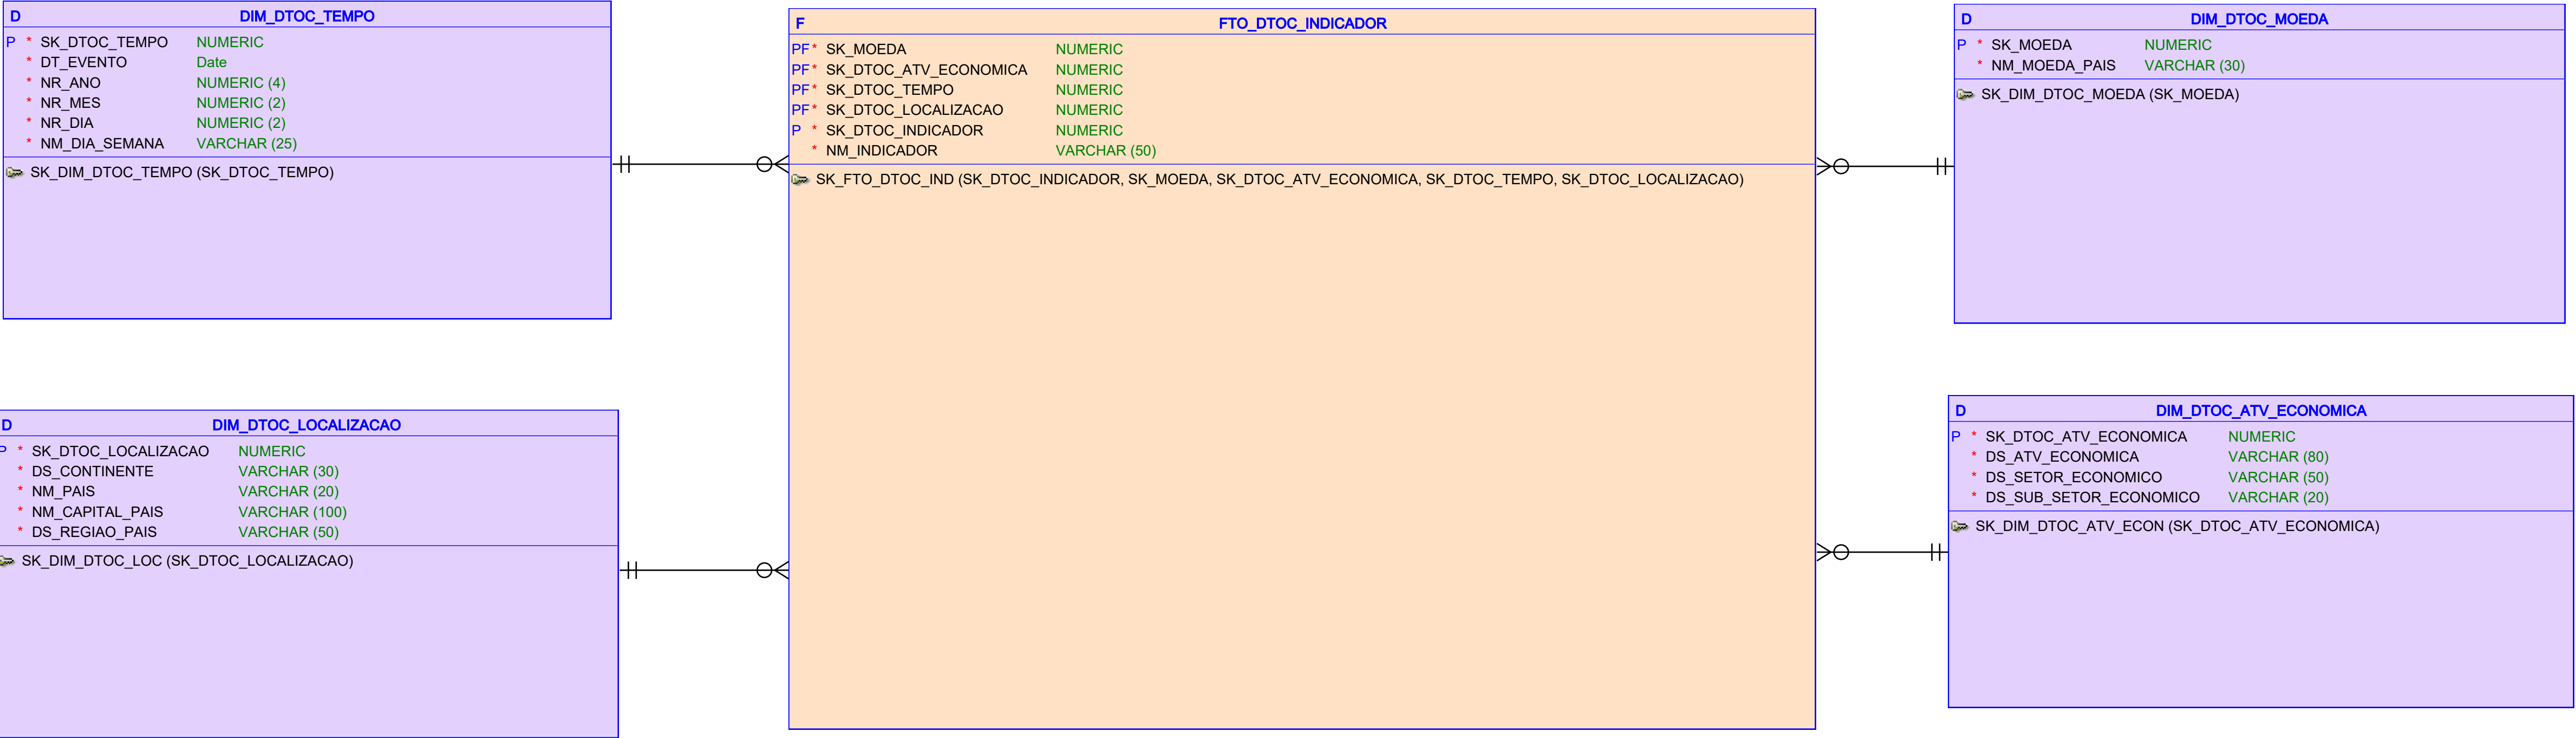 D DIM_DTOC_TEMPO
P * SK_DTOC_TEMPO NUMERIC
* DT_EVENTO Date
* NR_ANO NUMERIC (4)
* NR_MES NUMERIC (2)
* NR_DIA NUMERIC (2)
* NM_DIA_SEMANA VARCHAR (25)
SK_DIM_DTOC_TEMPO (SK_DTOC_TEMPO)
F FTO_DTOC_INDICADOR
PF * SK_MOEDA NUMERIC
PF * SK_DTOC_ATV_ECONOMICA NUMERIC
PF * SK_DTOC_TEMPO NUMERIC
PF * SK_DTOC_LOCALIZACAO NUMERIC
P * SK_DTOC_INDICADOR NUMERIC
* NM_INDICADOR VARCHAR (50)
SK_FTO_DTOC_IND (SK_DTOC_INDICADOR, SK_MOEDA, SK_DTOC_ATV_ECONOMICA, SK_DTOC_TEMPO, SK_DTOC_LOCALIZACAO)
D DIM_DTOC_MOEDA
P * SK_MOEDA NUMERIC
* NM_MOEDA_PAIS VARCHAR (30)
SK_DIM_DTOC_MOEDA (SK_MOEDA)
D DIM_DTOC_LOCALIZACAO
P * SK_DTOC_LOCALIZACAO NUMERIC
* DS_CONTINENTE VARCHAR (30)
* NM_PAIS VARCHAR (20)
* NM_CAPITAL_PAIS VARCHAR (100)
* DS_REGIAO_PAIS VARCHAR (50)
SK_DIM_DTOC_LOC (SK_DTOC_LOCALIZACAO)
D DIM_DTOC_ATV_ECONOMICA
P * SK_DTOC_ATV_ECONOMICA NUMERIC
* DS_ATV_ECONOMICA VARCHAR (80)
* DS_SETOR_ECONOMICO VARCHAR (50)
* DS_SUB_SETOR_ECONOMICO VARCHAR (20)
SK_DIM_DTOC_ATV_ECON (SK_DTOC_ATV_ECONOMICA)